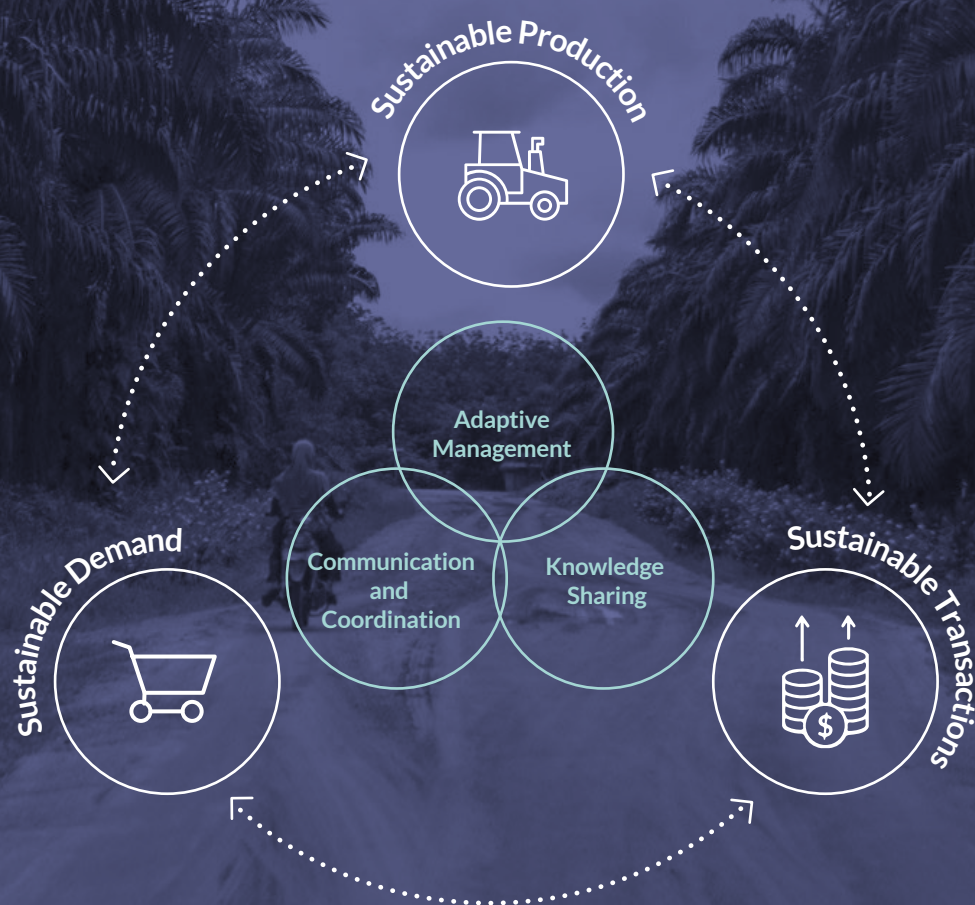 Sustainable Production
Adaptive
Management
Communication
and
Coordination
Knowledge
Sharing
Sustainable Demand
Sustainable Transactions
$